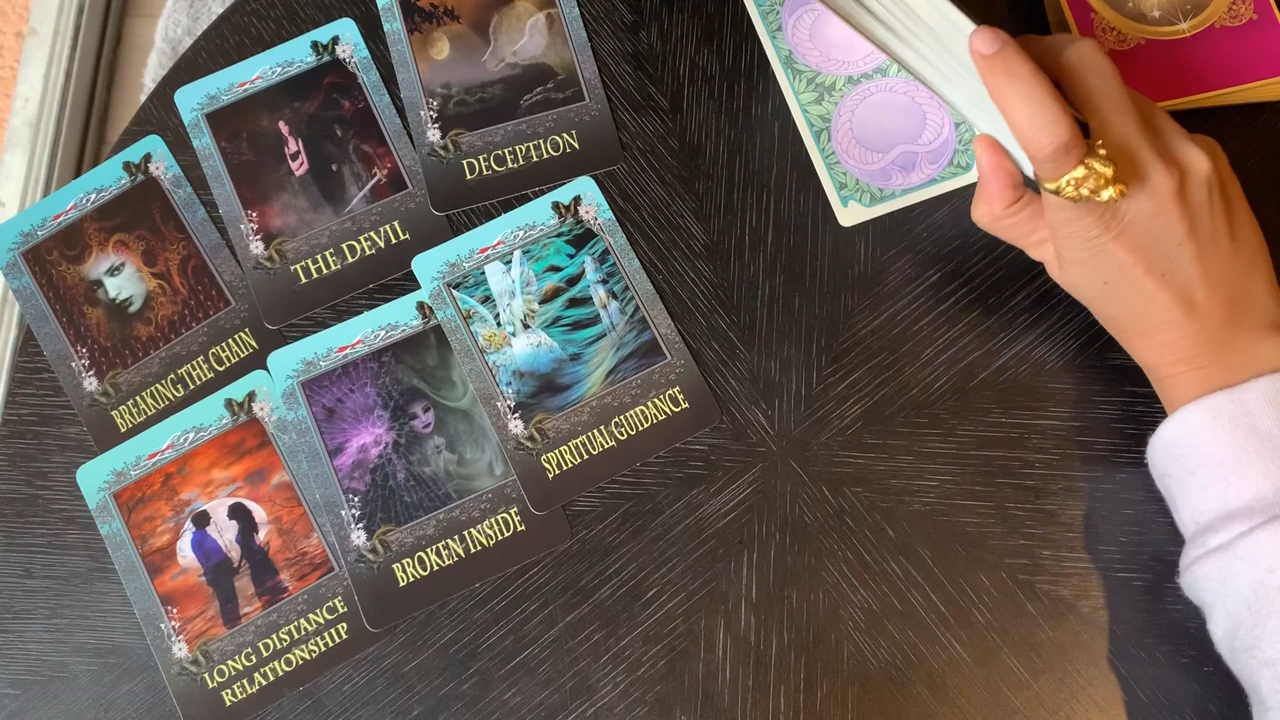 DECEPTION
THE DEVIL
BREAKING THE CHAIN
SPIRITUAL GUIDANCE
BROKEN INSIDE
LONG DISTANCE
RELATIONSHIP